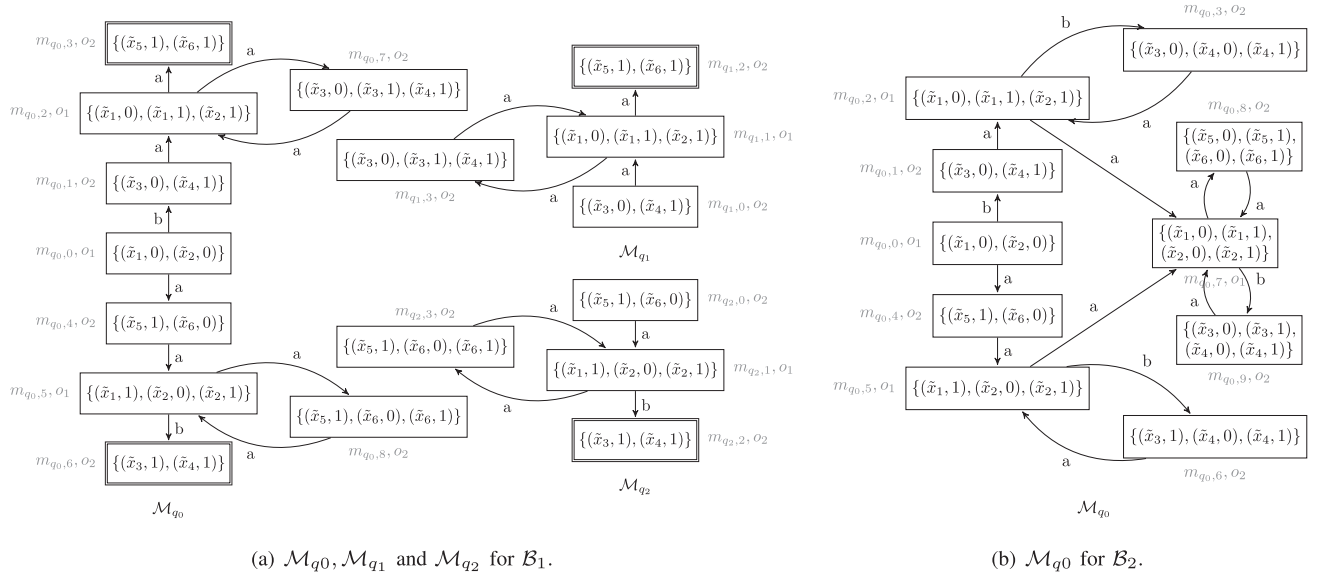 m_{q_0,3}, o_2
{(x̃_5, 1), (x̃_6, 1)}
a
a
m_{q_0,7}, o_2
{(x̃_3, 0), (x̃_3, 1), (x̃_4, 1)}
m_{q_0,2}, o_1
{(x̃_1, 0), (x̃_1, 1), (x̃_2, 1)}
a
a
m_{q_0,1}, o_2
{(x̃_3, 0), (x̃_4, 1)}
b
m_{q_0,0}, o_1
{(x̃_1, 0), (x̃_2, 0)}
a
m_{q_0,4}, o_2
{(x̃_5, 1), (x̃_6, 0)}
a
a
m_{q_0,5}, o_1
{(x̃_1, 1), (x̃_2, 0), (x̃_2, 1)}
{(x̃_5, 1), (x̃_6, 0), (x̃_6, 1)}
m_{q_0,8}, o_2
b
a
m_{q_0,6}, o_2
{(x̃_3, 1), (x̃_4, 1)}
M_{q_0}
{(x̃_5, 1), (x̃_6, 1)}
m_{q_1,2}, o_2
a
a
{(x̃_1, 0), (x̃_1, 1), (x̃_2, 1)}
m_{q_1,1}, o_1
{(x̃_3, 0), (x̃_3, 1), (x̃_4, 1)}
m_{q_1,3}, o_2
a
a
{(x̃_3, 0), (x̃_4, 1)}
m_{q_1,0}, o_2
M_{q_1}
{(x̃_5, 1), (x̃_6, 0)}
m_{q_2,0}, o_2
m_{q_2,3}, o_2
a
a
{(x̃_5, 1), (x̃_6, 0), (x̃_6, 1)}
{(x̃_1, 1), (x̃_2, 0), (x̃_2, 1)}
m_{q_2,1}, o_1
a
b
{(x̃_3, 1), (x̃_4, 1)}
m_{q_2,2}, o_2
M_{q_2}
(a) M_{q0}, M_{q_1} and M_{q_2} for B_1.
m_{q_0,3}, o_2
b
{(x̃_3, 0), (x̃_4, 0), (x̃_4, 1)}
m_{q_0,2}, o_1
{(x̃_1, 0), (x̃_1, 1), (x̃_2, 1)}
a
m_{q_0,8}, o_2
{(x̃_5, 0), (x̃_5, 1),
(x̃_6, 0), (x̃_6, 1)}
a
a
m_{q_0,1}, o_2
{(x̃_3, 0), (x̃_4, 1)}
a
a
b
m_{q_0,0}, o_1
{(x̃_1, 0), (x̃_2, 0)}
{(x̃_1, 0), (x̃_1, 1),
(x̃_2, 0), (x̃_2, 1)}
m_{q_0,7}, o_1
a
b
a
a
m_{q_0,4}, o_2
{(x̃_5, 1), (x̃_6, 0)}
{(x̃_3, 0), (x̃_3, 1),
(x̃_4, 0), (x̃_4, 1)}
m_{q_0,9}, o_2
a
b
m_{q_0,5}, o_1
{(x̃_1, 1), (x̃_2, 0), (x̃_2, 1)}
{(x̃_3, 1), (x̃_4, 0), (x̃_4, 1)}
a
m_{q_0,6}, o_2
M_{q_0}
(b) M_{q0} for B_2.